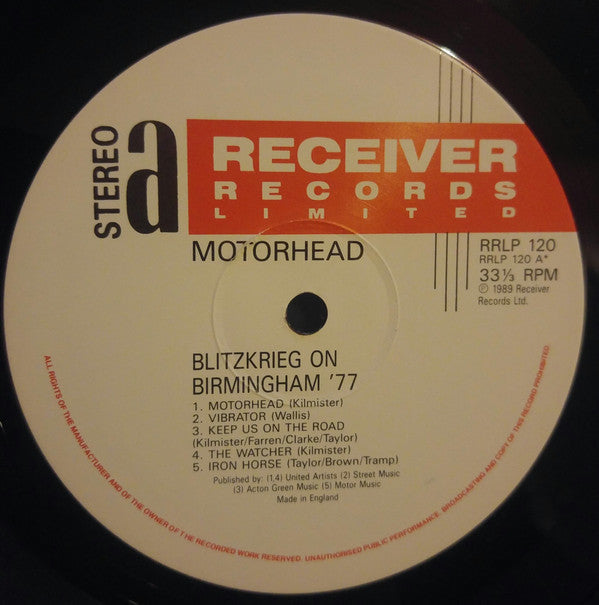 STEREO
a
RECEIVER
RECORDS
LIMITED
MOTORHEAD
RRLP 120
RRLP 120 A*
33⅓ RPM
℗ 1989 Receiver
Records Ltd.
BLITZKRIEG ON
BIRMINGHAM '77
1. MOTORHEAD (Kilmister)
2. VIBRATOR (Wallis)
3. KEEP US ON THE ROAD
(Kilmister/Farren/Clarke/Taylor)
4. THE WATCHER (Kilmister)
5. IRON HORSE (Taylor/Brown/Tramp)
Published by: (1,4) United Artists (2) Street Music
(3) Acton Green Music (5) Motor Music
Made in England
ALL RIGHTS OF THE MANUFACTURER AND OF THE OWNER OF THE RECORDED WORK RESERVED. UNAUTHORISED PUBLIC PERFORMANCE. BROADCASTING AND COPY OF THIS RECORD PROHIBITED